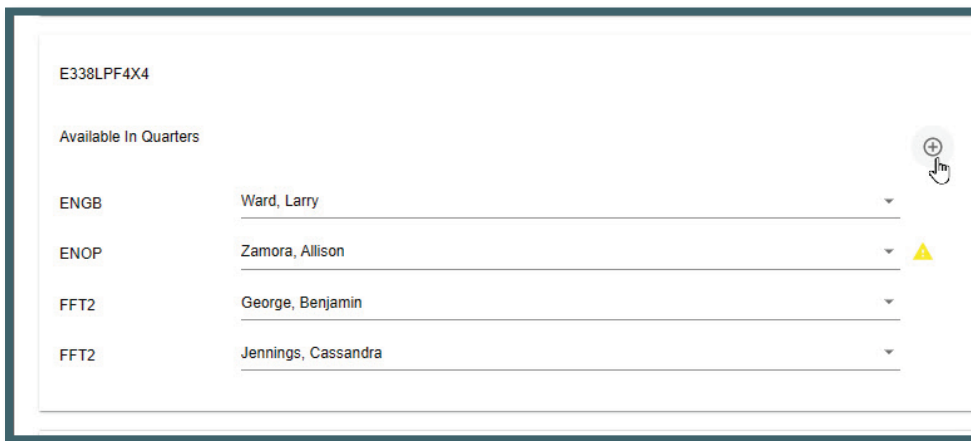 E338LPF4X4
Available In Quarters
ENGB Ward, Larry
ENOP Zamora, Allison
FFT2 George, Benjamin
FFT2 Jennings, Cassandra